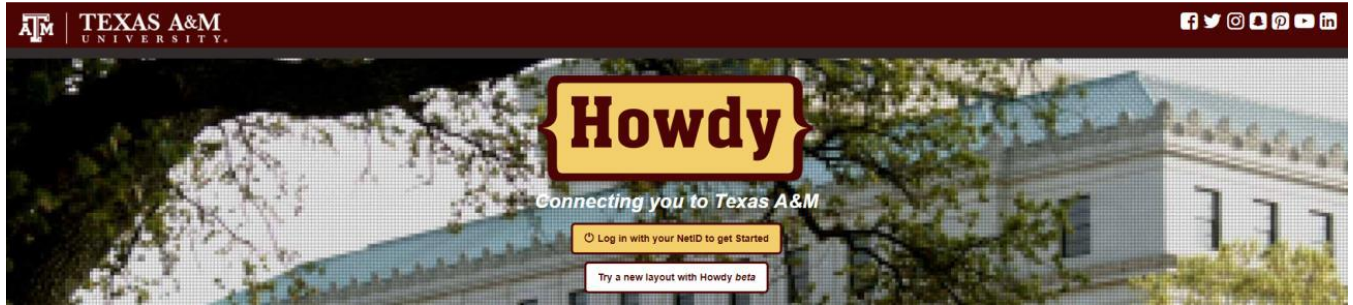 TEXAS A&M
UNIVERSITY.
Howdy
Connecting you to Texas A&M
Log in with your NetID to get Started
Try a new layout with Howdy beta